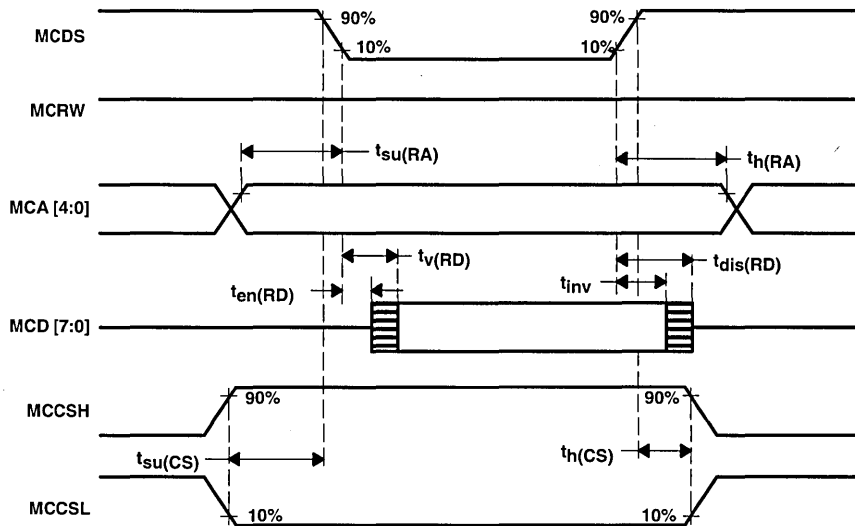 MCDS
90%
10%
90%
10%
MCRW
tsu(RA)
th(RA)
MCA [4:0]
tv(RD)
tdis(RD)
ten(RD)
tinv
MCD [7:0]
MCCSH
90%
90%
tsu(CS)
th(CS)
MCCSL
10%
10%